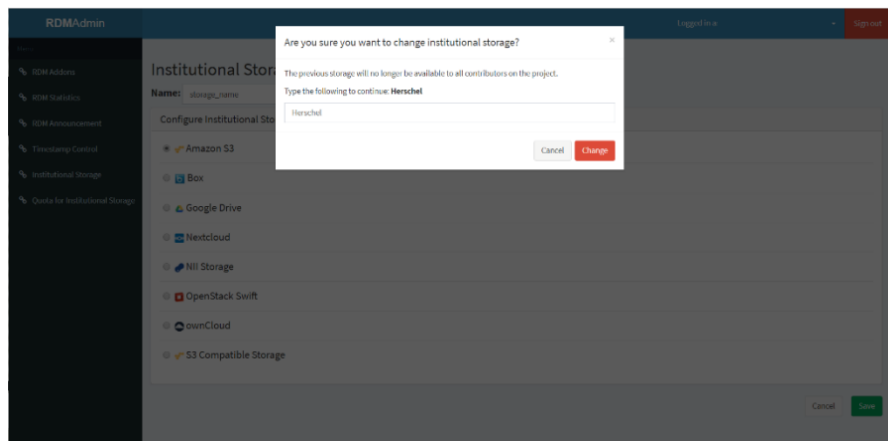 RDMAdmin
Logged in a
Sign out
Menu
RDM Addons
RDM Statistics
RDM Announcement
Timestamp Control
Institutional Storage
Quota for Institutional Storage
Are you sure you want to change institutional storage?
×
The previous storage will no longer be available to all contributors on the project.
Type the following to continue: Herschel
Herschel
Cancel Change
Institutional Stor
Name: storage_name
Configure Institutional Sto
Amazon S3
Box
Google Drive
Nextcloud
NII Storage
OpenStack Swift
ownCloud
S3 Compatible Storage
Cancel Save